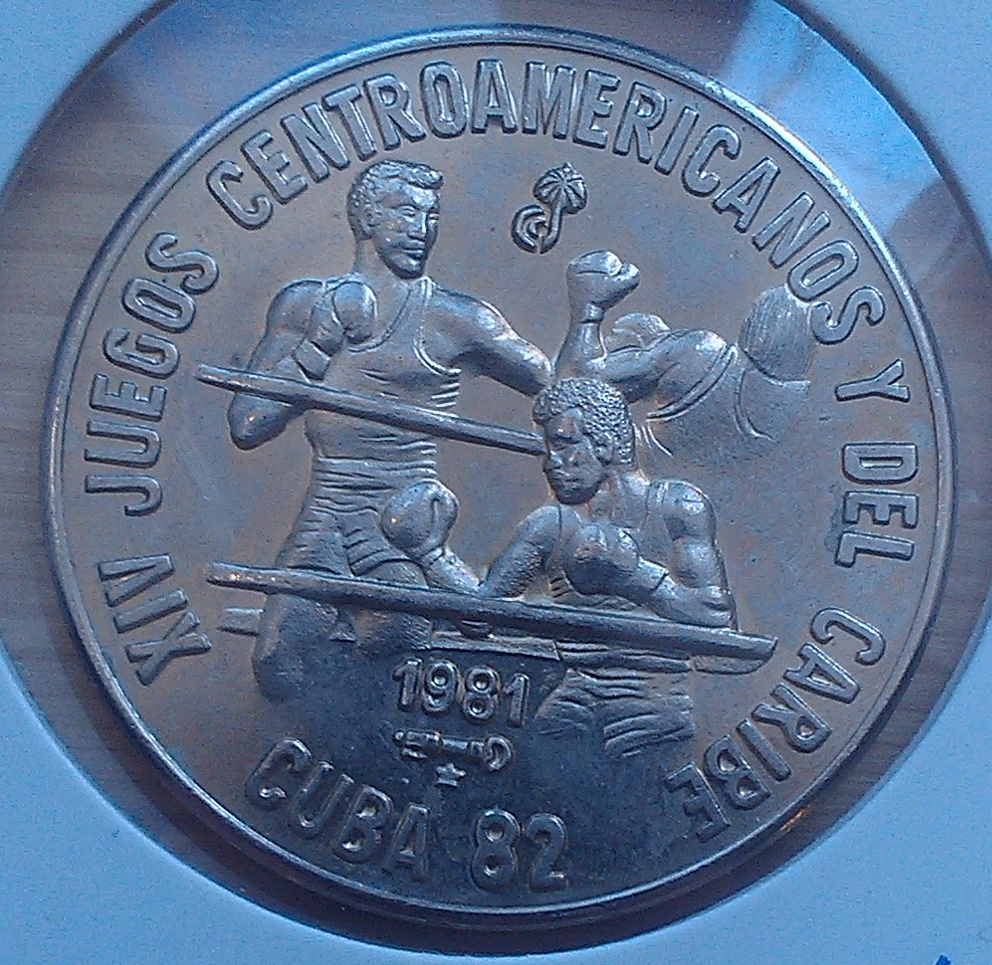 XIV JUEGOS CENTROAMERICANOS Y DEL CARIBE
1981
CUBA 82